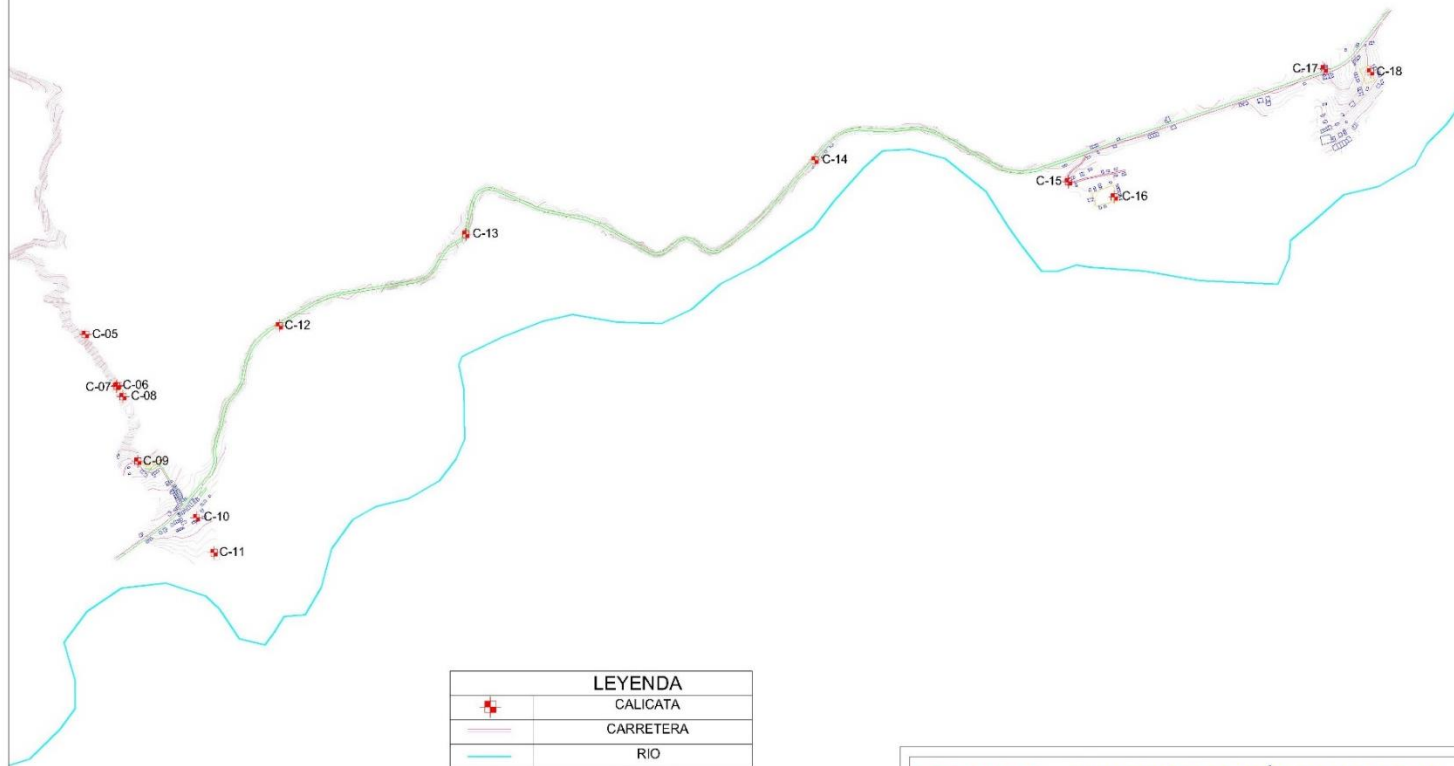 C-17
C-18
C-14
C-15
C-16
C-13
C-12
C-05
C-07
C-06
C-08
C-09
C-10
C-11
LEYENDA
CALICATA
CARRETERA
RIO